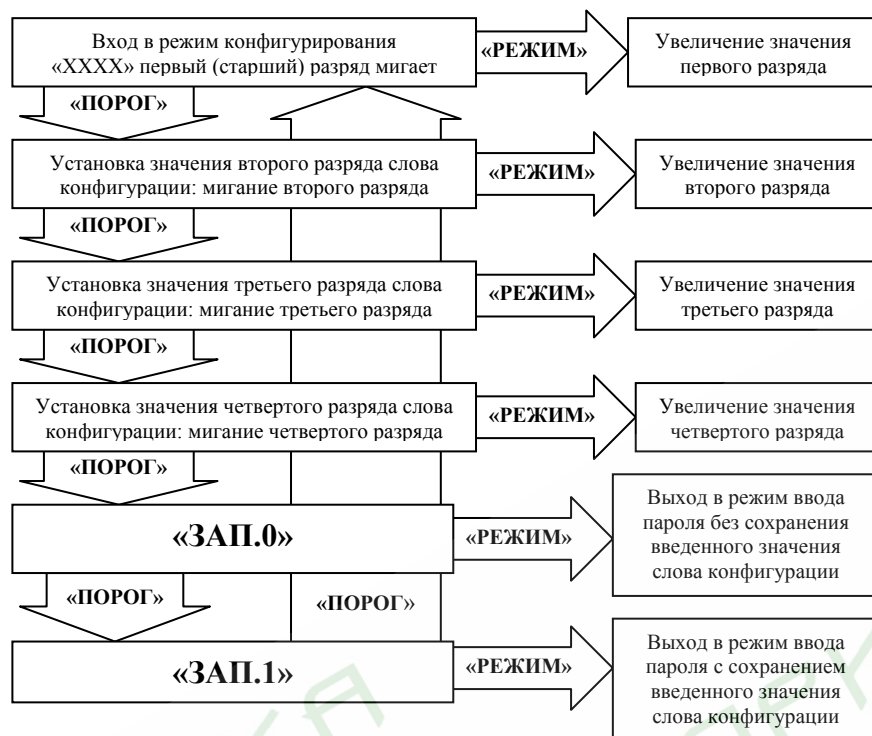 Вход в режим конфигурирования
«ХХХХ» первый (старший) разряд мигает
«РЕЖИМ»
Увеличение значения
первого разряда
«ПОРОГ»
Установка значения второго разряда слова
конфигурации: мигание второго разряда
«РЕЖИМ»
Увеличение значения
второго разряда
«ПОРОГ»
Установка значения третьего разряда слова
конфигурации: мигание третьего разряда
«РЕЖИМ»
Увеличение значения
третьего разряда
«ПОРОГ»
Установка значения четвертого разряда слова
конфигурации: мигание четвертого разряда
«РЕЖИМ»
Увеличение значения
четвертого разряда
«ПОРОГ»
«ЗАП.0»
«РЕЖИМ»
Выход в режим ввода
пароля без сохранения
введенного значения
слова конфигурации
«ПОРОГ»
«ПОРОГ»
«ЗАП.1»
«РЕЖИМ»
Выход в режим ввода
пароля с сохранением
введенного значения
слова конфигурации